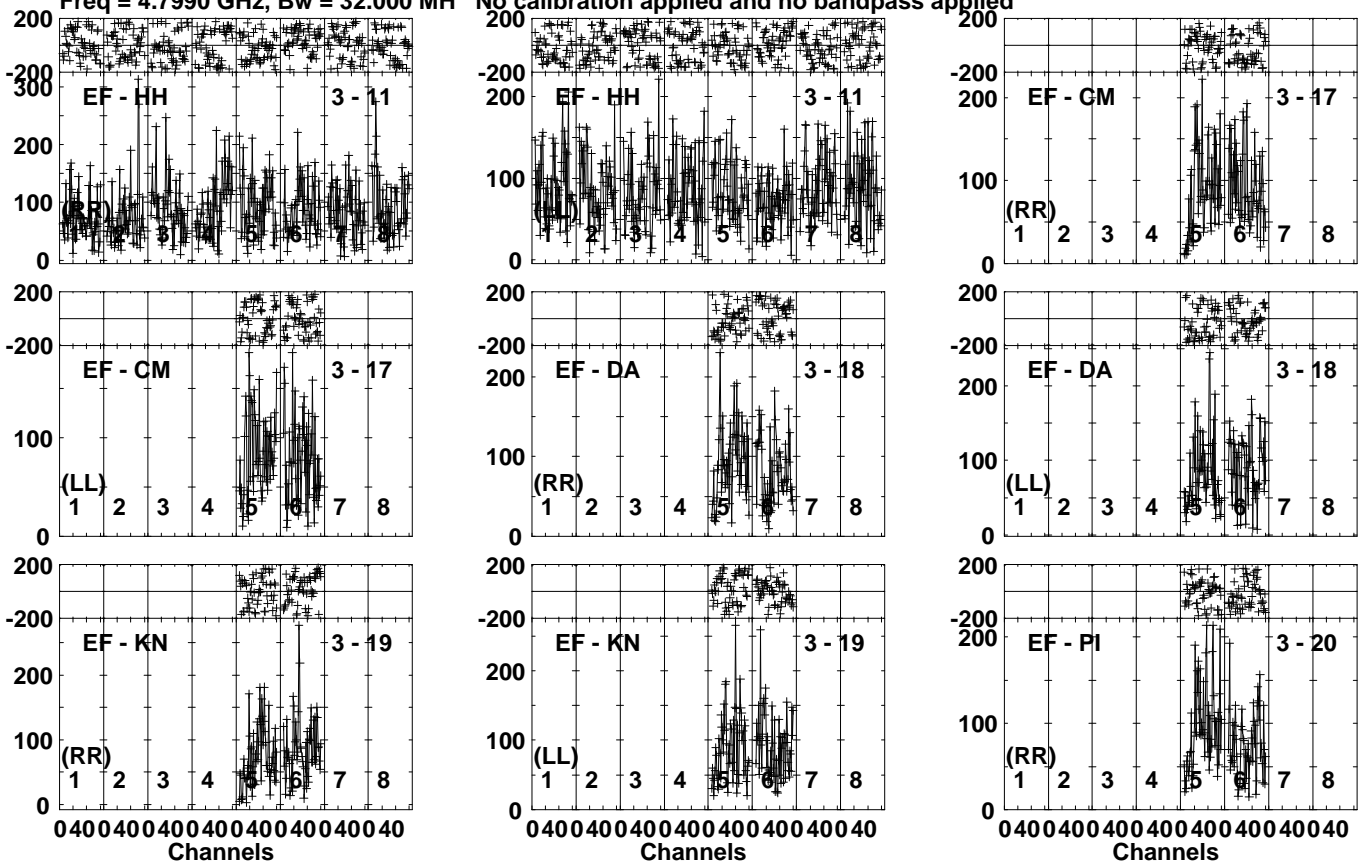 Freq = 4.7990 GHz, Bw = 32.000 MH No calibration applied and no bandpass applied
200 200 200
-200 -200 -200
300
EF - HH 3 - 11 EF - HH 3 - 11 EF - CM 3 - 17
200 200
200
100 100 100
(RR) (LL) (RR)
1 2 3 4 5 6 7 8 1 2 3 4 5 6 7 8 1 2 3 4 5 6 7 8
0 0 0
200 200 200
-200 -200 -200
EF - CM 3 - 17 EF - DA 3 - 18 EF - DA 3 - 18
200 200
100 100 100
(LL) (RR) (LL)
1 2 3 4 5 6 7 8 1 2 3 4 5 6 7 8 1 2 3 4 5 6 7 8
0 0 0
200 200 200
-200 -200 -200
EF - KN 3 - 19 EF - KN 3 - 19 EF - PI 3 - 20
200 200 200
100 100 100
(RR) (LL) (RR)
1 2 3 4 5 6 7 8 1 2 3 4 5 6 7 8 1 2 3 4 5 6 7 8
0 0 0
0 40 0 40 0 40 0 40 0 40 0 40 0 40 0 40 0 40 0 40 0 40 0 40 0 40 0 40 0 40 0 40 0 40 0 40 0 40 0 40 0 40 0 40 0 40 0 40
Channels Channels